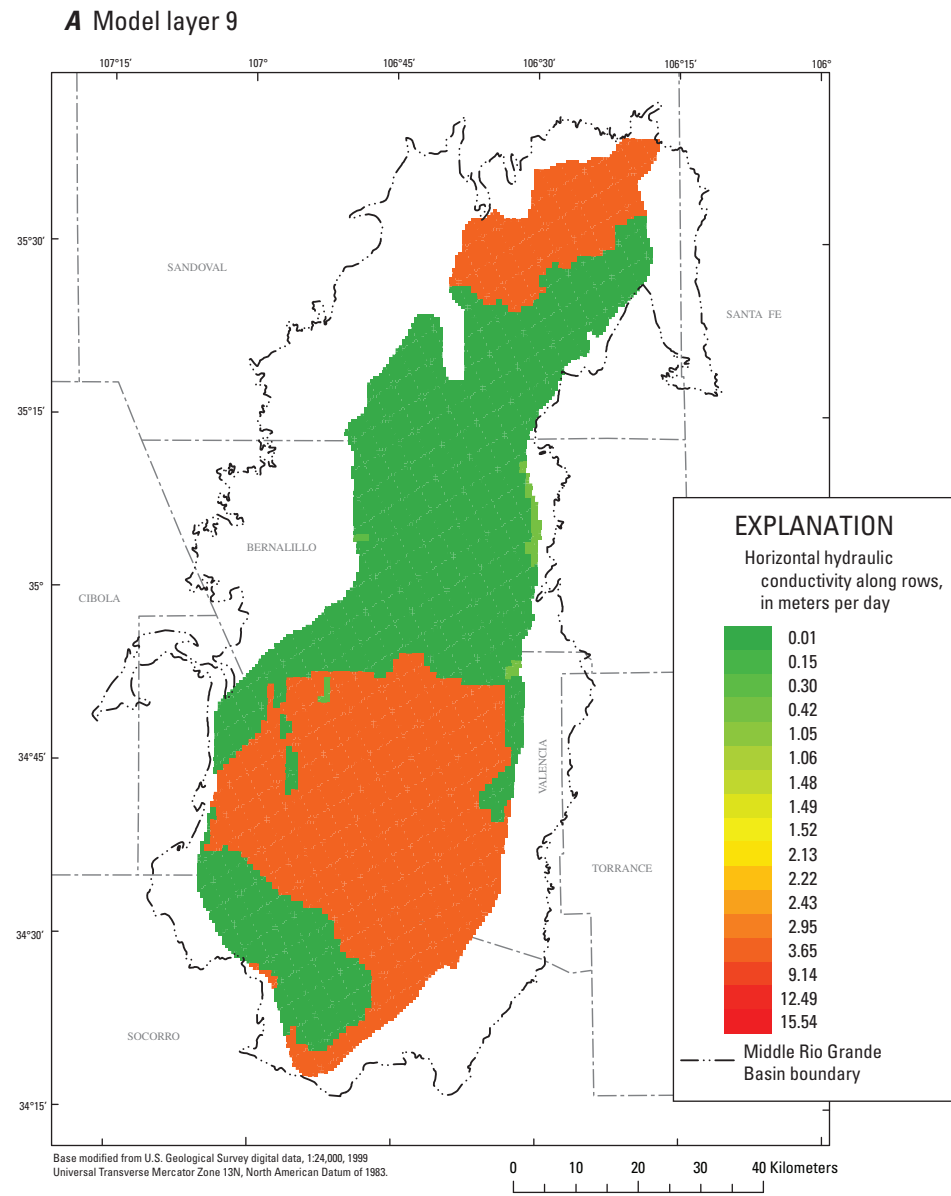 A Model layer 9
107°15′ 107° 106°45′ 106°30′ 106°15′ 106°
35°30′
SANDOVAL
SANTA FE
35°15′
BERNALILLO
35°
CIBOLA
EXPLANATION
Horizontal hydraulic
conductivity along rows,
in meters per day
0.01
0.15
0.30
0.42
1.05
1.06
1.48
1.49
1.52
2.13
2.22
2.43
2.95
3.65
9.14
12.49
15.54
Middle Rio Grande
Basin boundary
34°45′
VALENCIA
TORRANCE
34°30′
SOCORRO
34°15′
Base modified from U.S. Geological Survey digital data, 1:24,000, 1999
Universal Transverse Mercator Zone 13N, North American Datum of 1983.
0 10 20 30 40 Kilometers